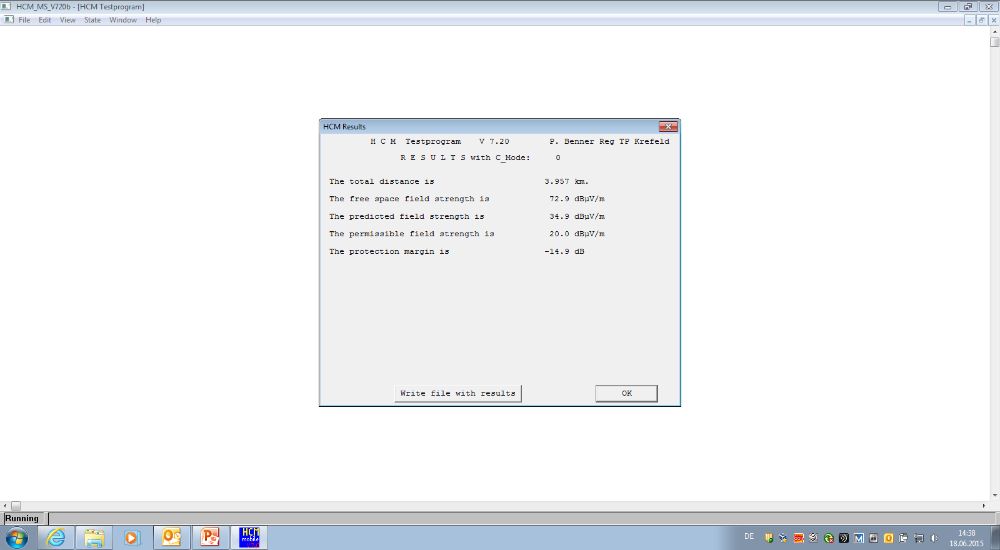 HCM_MS_V720b - [HCM Testprogram]
File Edit View State Window Help
HCM Results
H C M Testprogram V 7.20 P. Benner Reg TP Krefeld
R E S U L T S with C_Mode: 0
The total distance is 3.957 km.
The free space field strength is 72.9 dBµV/m
The predicted field strength is 34.9 dBµV/m
The permissible field strength is 20.0 dBµV/m
The protection margin is -14.9 dB
Write file with results OK
Running
HCM
mobile
V 7.0
DE
14:38
18.06.2015